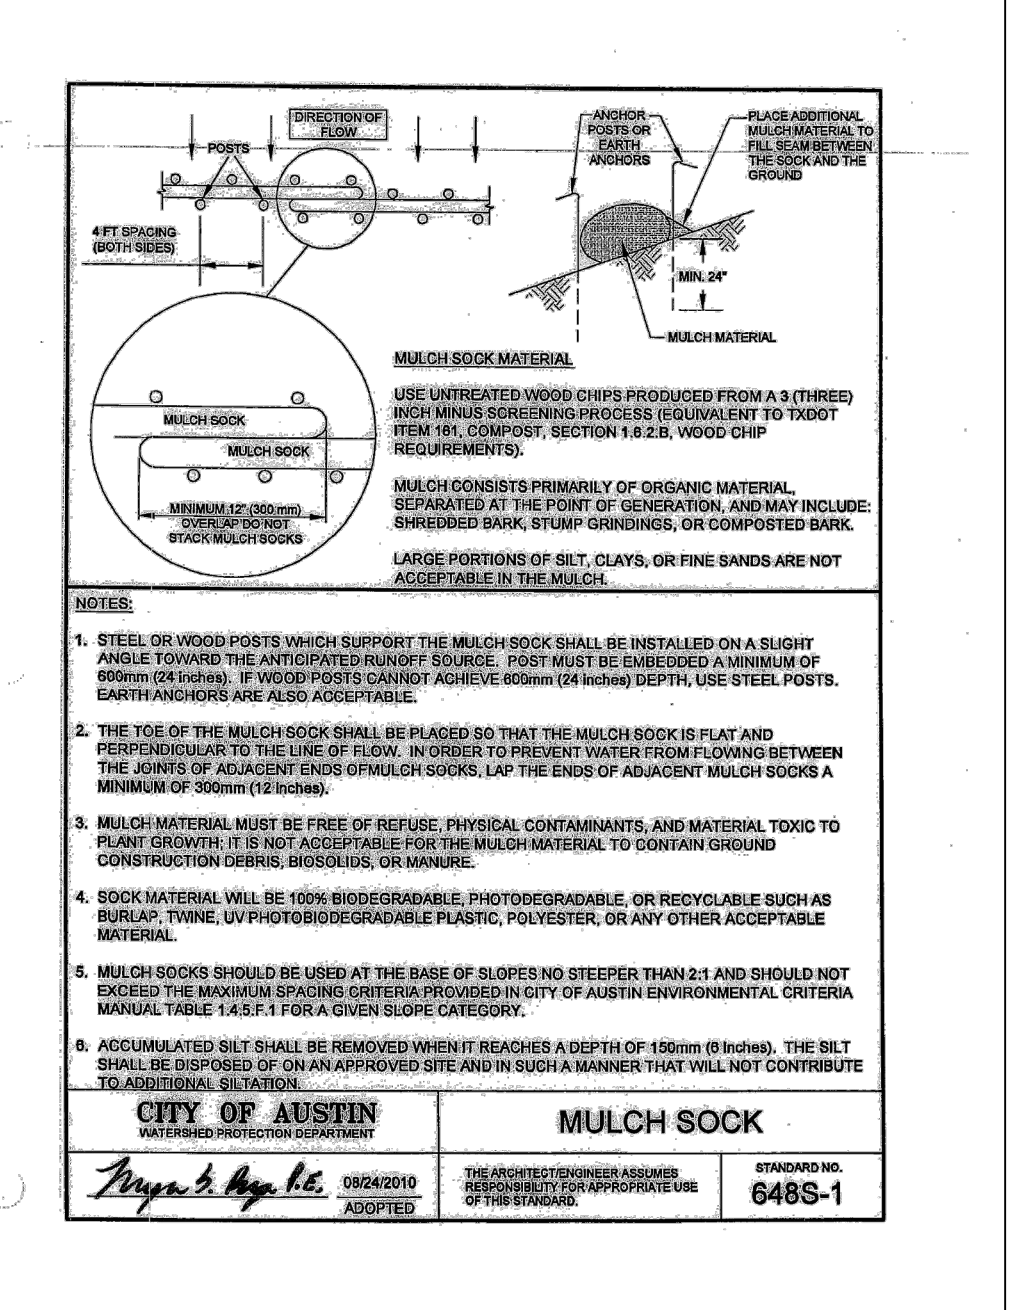 DIRECTION OF
FLOW
POSTS
4 FT SPACING
(BOTH SIDES)
ANCHOR
POSTS OR
EARTH
ANCHORS
PLACE ADDITIONAL
MULCH MATERIAL TO
FILL SEAM BETWEEN
THE SOCK AND THE
GROUND
MIN. 24"
MULCH MATERIAL
MULCH SOCK
MULCH SOCK
MINIMUM 12" (300 mm)
OVERLAP DO NOT
STACK MULCH SOCKS
MULCH SOCK MATERIAL
USE UNTREATED WOOD CHIPS PRODUCED FROM A 3 (THREE)
INCH MINUS SCREENING PROCESS (EQUIVALENT TO TXDOT
ITEM 161, COMPOST, SECTION 1.6.2.B, WOOD CHIP
REQUIREMENTS).
MULCH CONSISTS PRIMARILY OF ORGANIC MATERIAL,
SEPARATED AT THE POINT OF GENERATION, AND MAY INCLUDE:
SHREDDED BARK, STUMP GRINDINGS, OR COMPOSTED BARK.
LARGE PORTIONS OF SILT, CLAYS, OR FINE SANDS ARE NOT
ACCEPTABLE IN THE MULCH.
NOTES:
1. STEEL OR WOOD POSTS WHICH SUPPORT THE MULCH SOCK SHALL BE INSTALLED ON A SLIGHT
ANGLE TOWARD THE ANTICIPATED RUNOFF SOURCE. POST MUST BE EMBEDDED A MINIMUM OF
600mm (24 inches). IF WOOD POSTS CANNOT ACHIEVE 600mm (24 inches) DEPTH, USE STEEL POSTS.
EARTH ANCHORS ARE ALSO ACCEPTABLE.
2. THE TOE OF THE MULCH SOCK SHALL BE PLACED SO THAT THE MULCH SOCK IS FLAT AND
PERPENDICULAR TO THE LINE OF FLOW. IN ORDER TO PREVENT WATER FROM FLOWING BETWEEN
THE JOINTS OF ADJACENT ENDS OFMULCH SOCKS, LAP THE ENDS OF ADJACENT MULCH SOCKS A
MINIMUM OF 300mm (12 inches).
3. MULCH MATERIAL MUST BE FREE OF REFUSE, PHYSICAL CONTAMINANTS, AND MATERIAL TOXIC TO
PLANT GROWTH; IT IS NOT ACCEPTABLE FOR THE MULCH MATERIAL TO CONTAIN GROUND
CONSTRUCTION DEBRIS, BIOSOLIDS, OR MANURE.
4. SOCK MATERIAL WILL BE 100% BIODEGRADABLE, PHOTODEGRADABLE, OR RECYCLABLE SUCH AS
BURLAP, TWINE, UV PHOTOBIODEGRADABLE PLASTIC, POLYESTER, OR ANY OTHER ACCEPTABLE
MATERIAL.
5. MULCH SOCKS SHOULD BE USED AT THE BASE OF SLOPES NO STEEPER THAN 2:1 AND SHOULD NOT
EXCEED THE MAXIMUM SPACING CRITERIA PROVIDED IN CITY OF AUSTIN ENVIRONMENTAL CRITERIA
MANUAL TABLE 1.4.5.F.1 FOR A GIVEN SLOPE CATEGORY.
6. ACCUMULATED SILT SHALL BE REMOVED WHEN IT REACHES A DEPTH OF 150mm (6 inches). THE SILT
SHALL BE DISPOSED OF ON AN APPROVED SITE AND IN SUCH A MANNER THAT WILL NOT CONTRIBUTE
TO ADDITIONAL SILTATION.
CITY OF AUSTIN
WATERSHED PROTECTION DEPARTMENT
MULCH SOCK
P.E.
08/24/2010
ADOPTED
THE ARCHITECT/ENGINEER ASSUMES
RESPONSIBILITY FOR APPROPRIATE USE
OF THIS STANDARD.
STANDARD NO.
648S-1